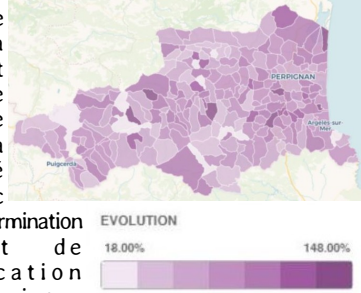 PERPIGNAN
Argelès-sur-
Mer
Puigcerdà
rmination
t de
cation
EVOLUTION
18.00% 148.00%